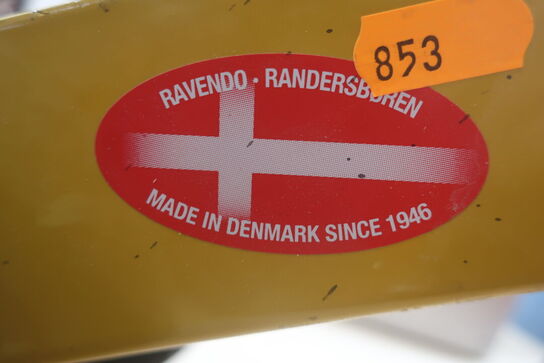 853
RAVENDO · RANDERSBØREN
MADE IN DENMARK SINCE 1946